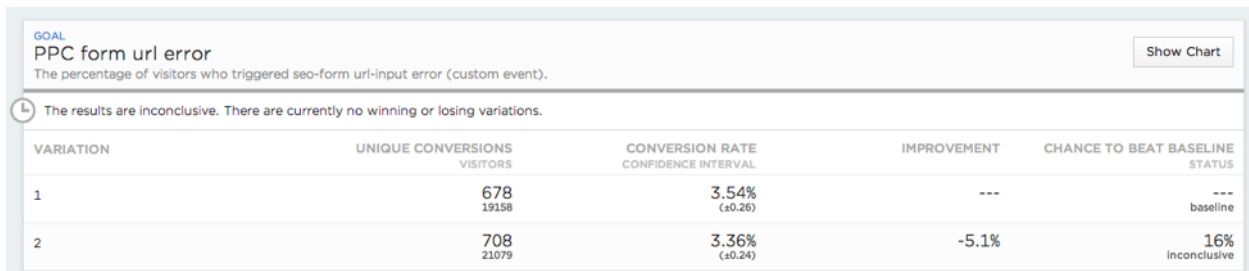 GOAL
PPC form url error
Show Chart
The percentage of visitors who triggered seo-form url-input error (custom event).
The results are inconclusive. There are currently no winning or losing variations.
VARIATION UNIQUE CONVERSIONS CONVERSION RATE IMPROVEMENT CHANCE TO BEAT BASELINE
VISITORS CONFIDENCE INTERVAL STATUS
1 678 3.54% --- ---
19158 (±0.26) baseline
2 708 3.36% -5.1% 16%
21079 (±0.24) inconclusive